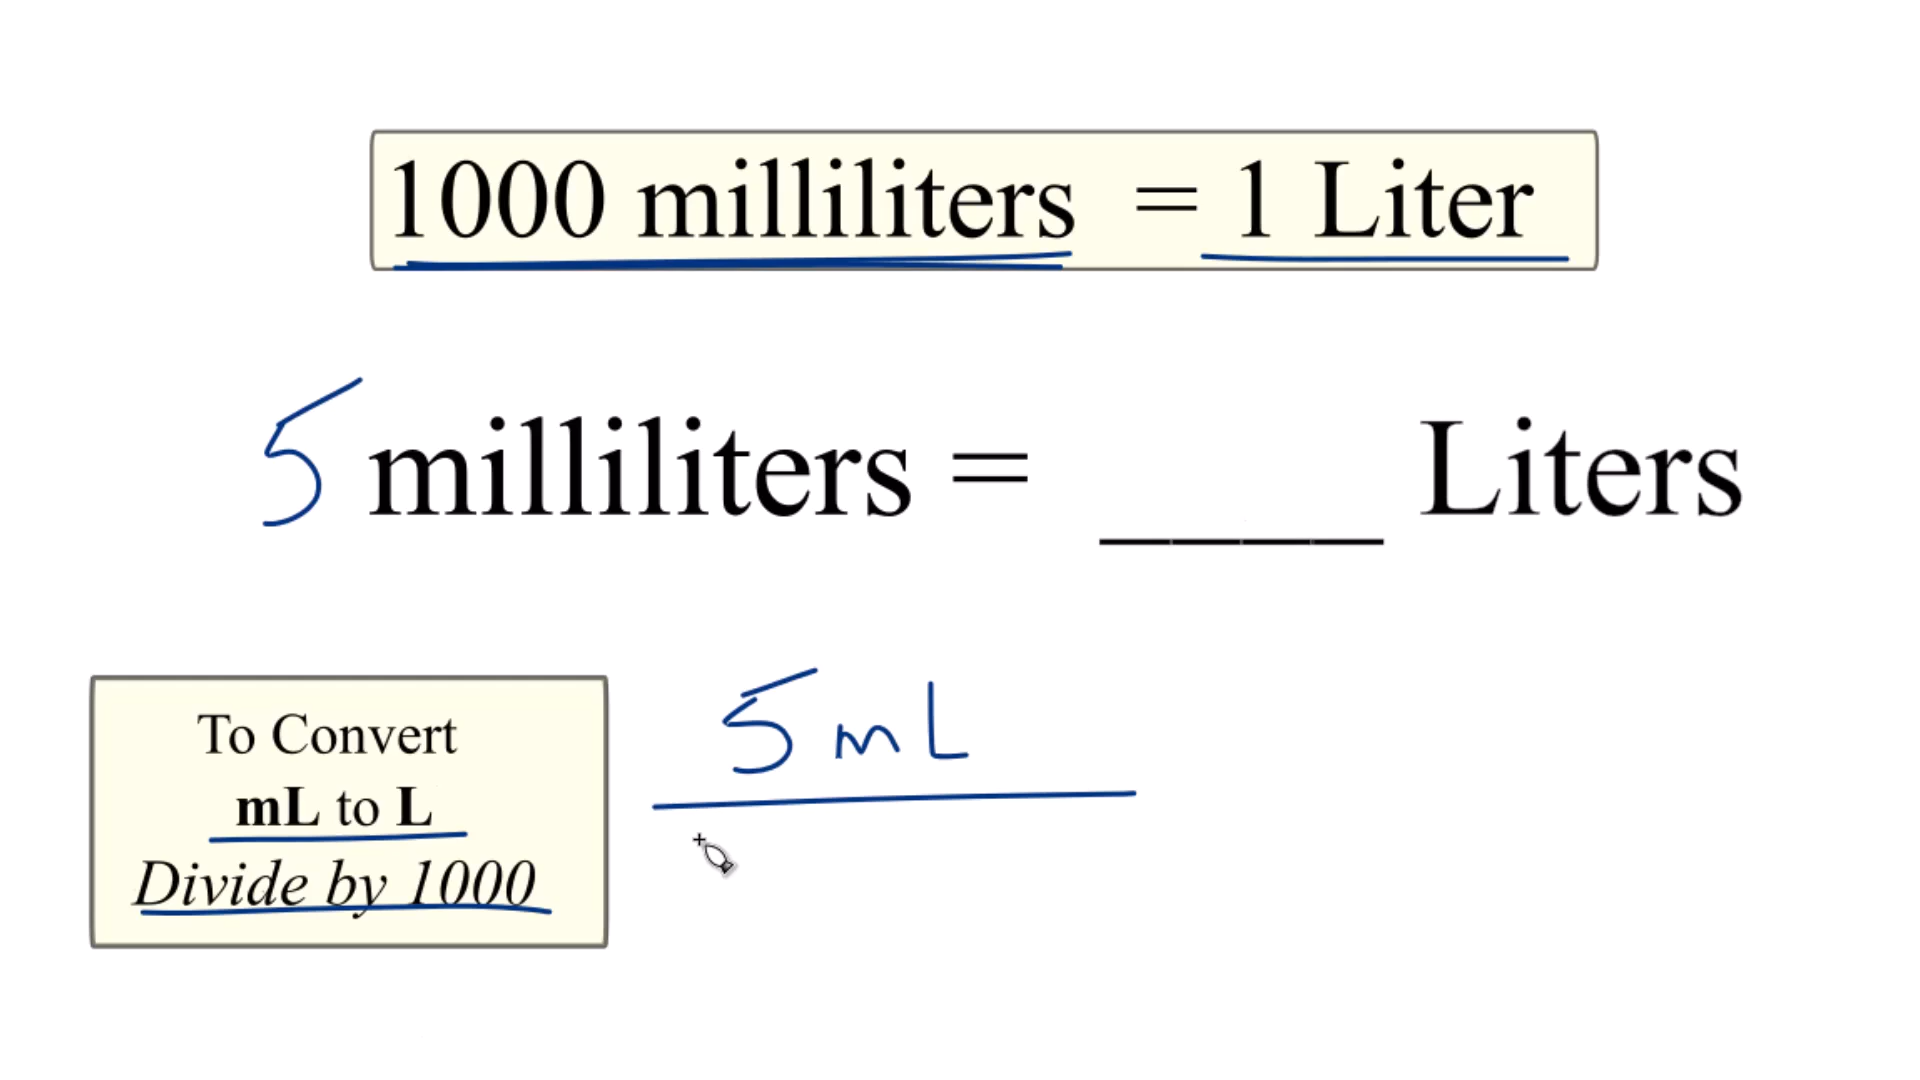 1000 milliliters = 1 Liter
5 milliliters = ____ Liters
To Convert
mL to L
Divide by 1000
5 mL